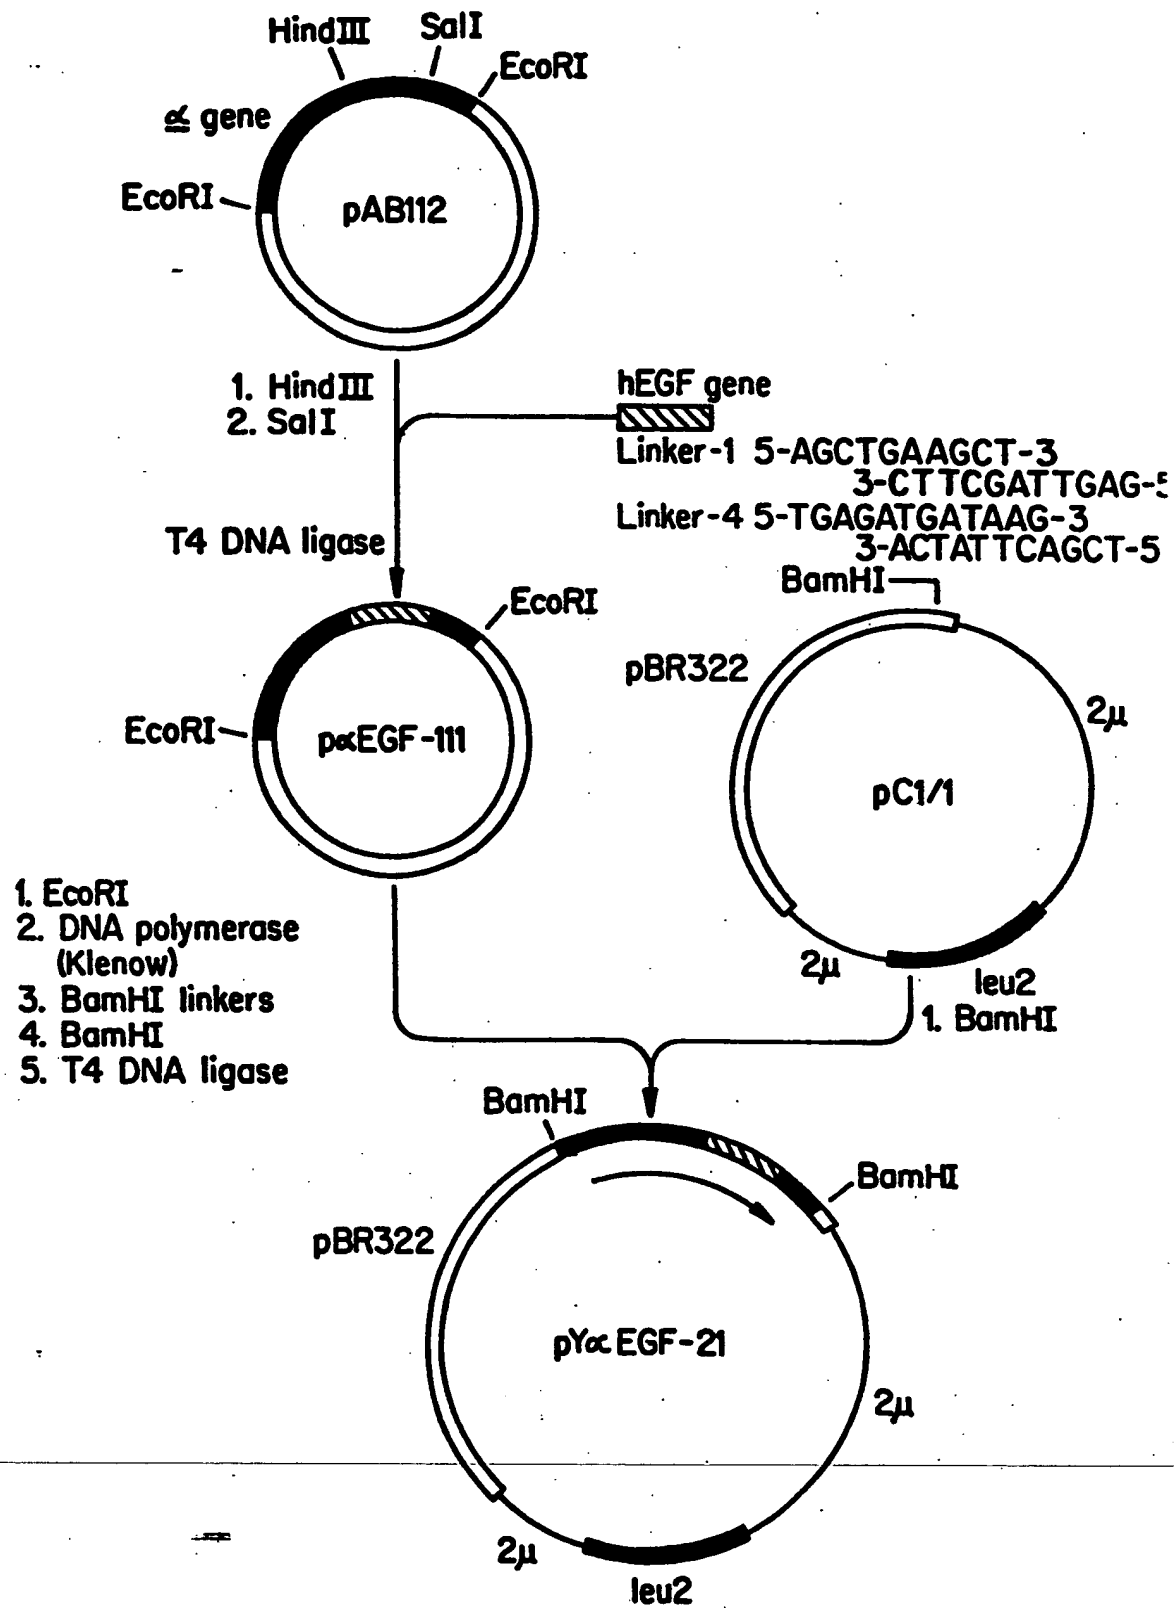 HindIII
SalI
EcoRI
α gene
EcoRI
pAB112
1. HindIII
2. SalI
hEGF gene
Linker-1 5-AGCTGAAGCT-3
3-CTTCGATTGAG-5
Linker-4 5-TGAGATGATAAG-3
3-ACTATTCAGCT-5
T4 DNA ligase
BamHI
EcoRI
pBR322
2μ
EcoRI
pαEGF-111
pC1/1
1. EcoRI
2. DNA polymerase
(Klenow)
3. BamHI linkers
4. BamHI
5. T4 DNA ligase
2μ
leu2
1. BamHI
BamHI
BamHI
pBR322
pYαEGF-21
2μ
2μ
leu2